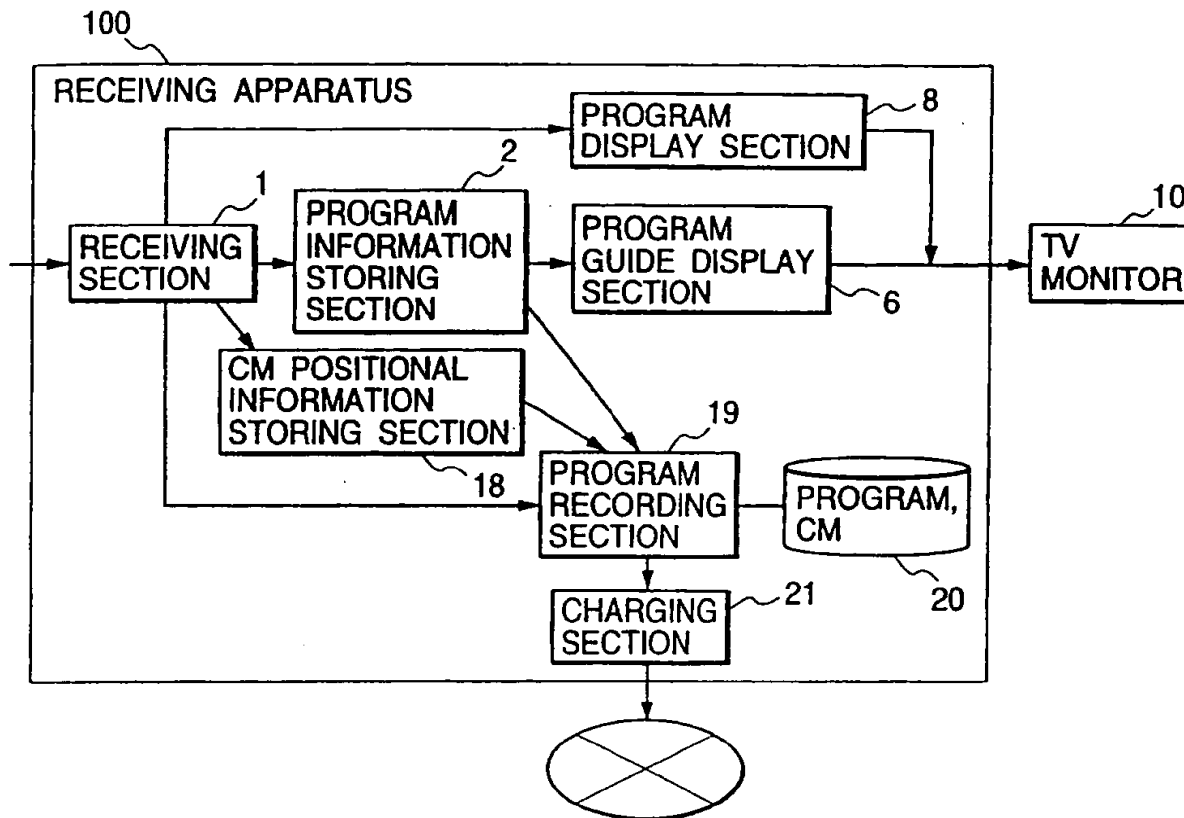 100
RECEIVING APPARATUS
PROGRAM
DISPLAY SECTION
8
2
1
RECEIVING
SECTION
PROGRAM
INFORMATION
STORING
SECTION
PROGRAM
GUIDE DISPLAY
SECTION
6
10
TV
MONITOR
CM POSITIONAL
INFORMATION
STORING SECTION
18
19
PROGRAM
RECORDING
SECTION
PROGRAM,
CM
20
CHARGING
SECTION
21